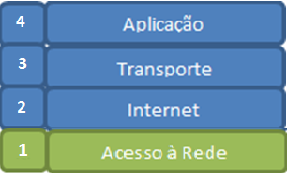 4 Aplicação
3 Transporte
2 Internet
1 Acesso à Rede